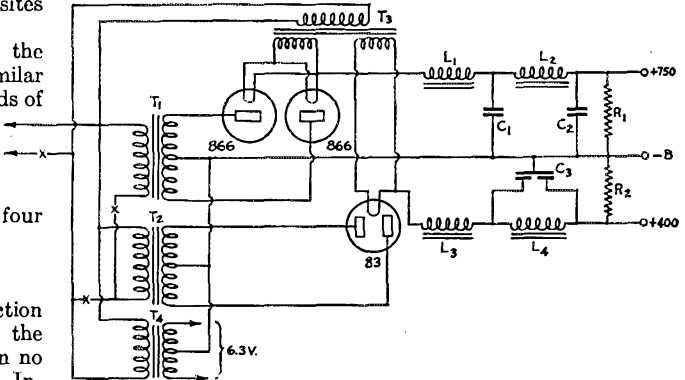 sites
the
milar
ds of
four
ction
the
n no
In
T3
L1
L2
+750
T1
C1
C2
R1
866
866
-B
C3
R2
T2
+400
83
L3
L4
T4
6.3V.
X
X
X